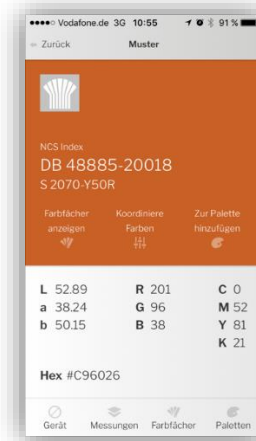 Vodafone.de 3G 10:55 91 %
Zurück Muster
NCS Index
DB 48885-20018
S 2070-Y50R
Farbfächer anzeigen Koordiniere Farben Zur Palette hinzufügen
L 52.89 R 201 C 0
a 38.24 G 96 M 52
b 50.15 B 38 Y 81
K 21
Hex #C96026
Gerät Messungen Farbfächer Paletten